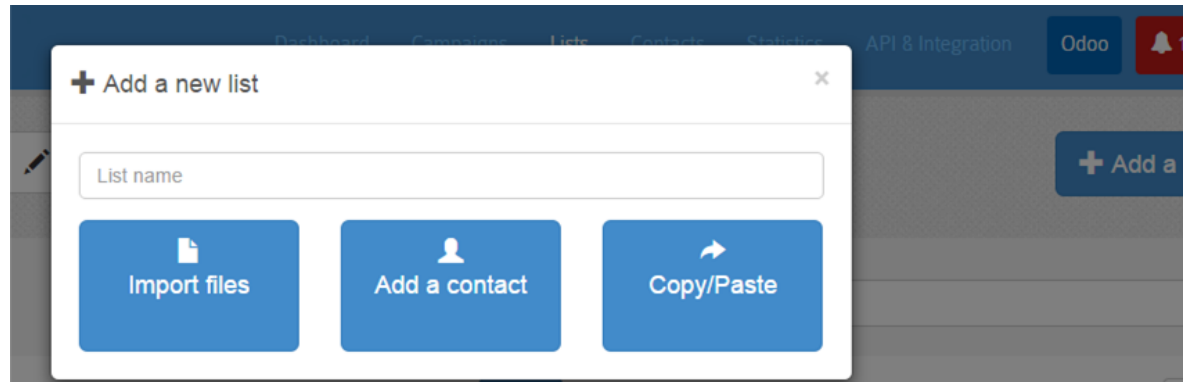 Dashboard Campaigns Lists Contacts Statistics API & Integration Odoo 1
Add a new list ×
Add a
List name
Import files Add a contact Copy/Paste